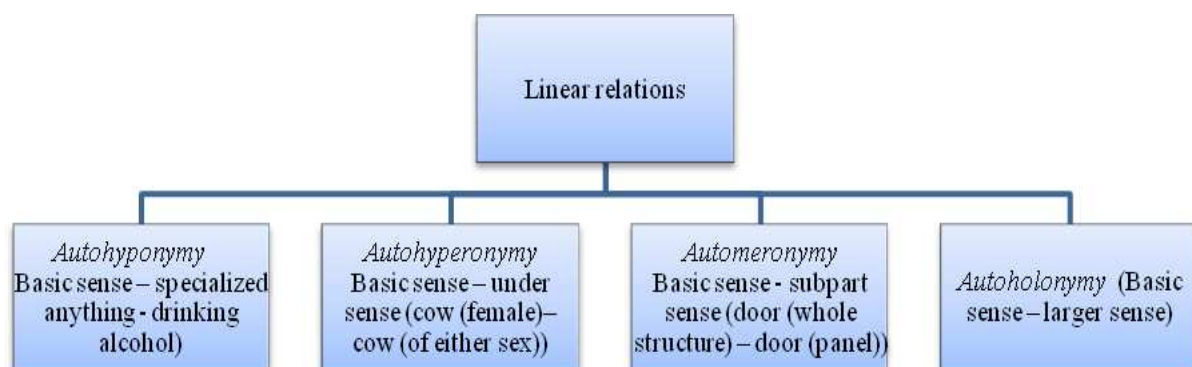 Linear relations
Autohyponymy
Basic sense – specialized
anything - drinking
alcohol)
Autohyperonymy
Basic sense – under
sense (cow (female)–
cow (of either sex))
Automeronymy
Basic sense - subpart
sense (door (whole
structure) – door (panel))
Autoholonymy (Basic
sense – larger sense)